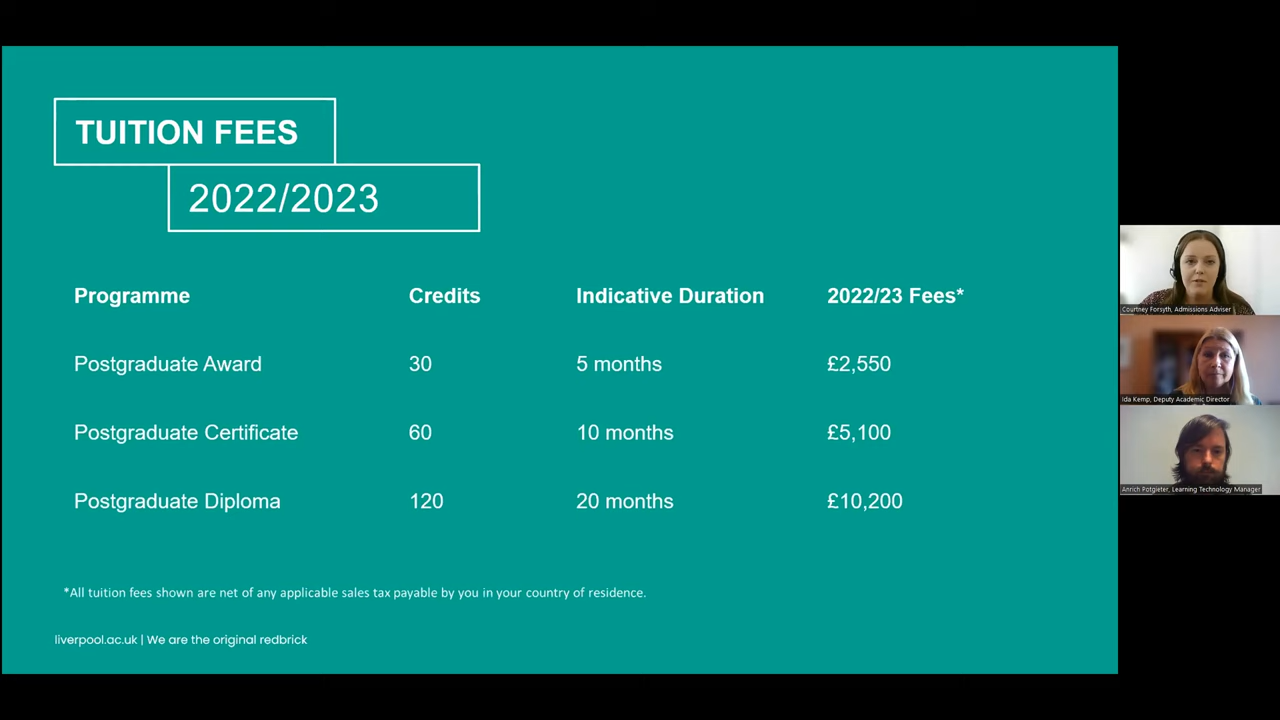 TUITION FEES
2022/2023
Programme Credits Indicative Duration 2022/23 Fees*
Postgraduate Award 30 5 months £2,550
Postgraduate Certificate 60 10 months £5,100
Postgraduate Diploma 120 20 months £10,200
*All tuition fees shown are net of any applicable sales tax payable by you in your country of residence.
liverpool.ac.uk | We are the original redbrick
Courtney Forsyth, Admissions Adviser
Ida Kemp, Deputy Academic Director
Anrich Potgieter, Learning Technology Manager